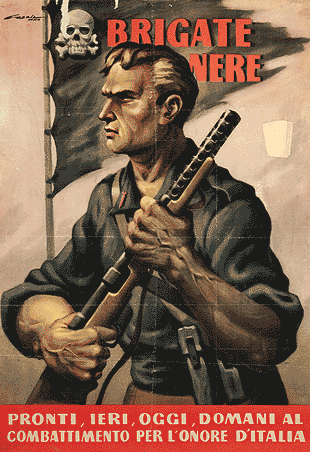 BRIGATE
NERE
PRONTI, IERI, OGGI, DOMANI AL
COMBATTIMENTO PER L'ONORE D'ITALIA